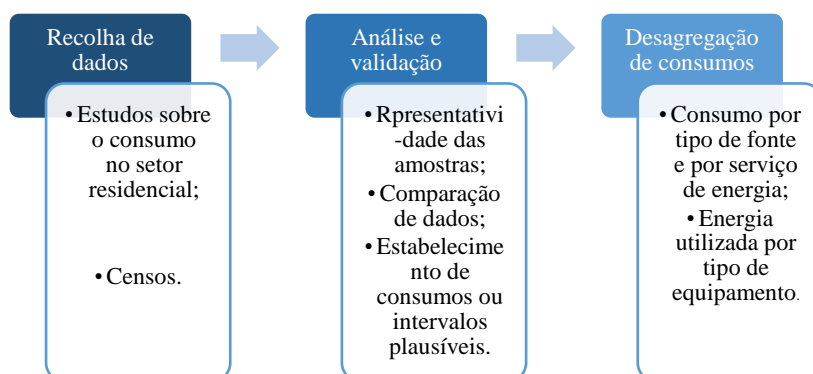 Recolha de
dados
• Estudos sobre
o consumo
no setor
residencial;
• Censos.
Análise e
validação
• Rpresentativi
-dade das
amostras;
• Comparação
de dados;
• Estabelecime
nto de
consumos ou
intervalos
plausíveis.
Desagregação
de consumos
• Consumo por
tipo de fonte
e por serviço
de energia;
• Energia
utilizada por
tipo de
equipamento.